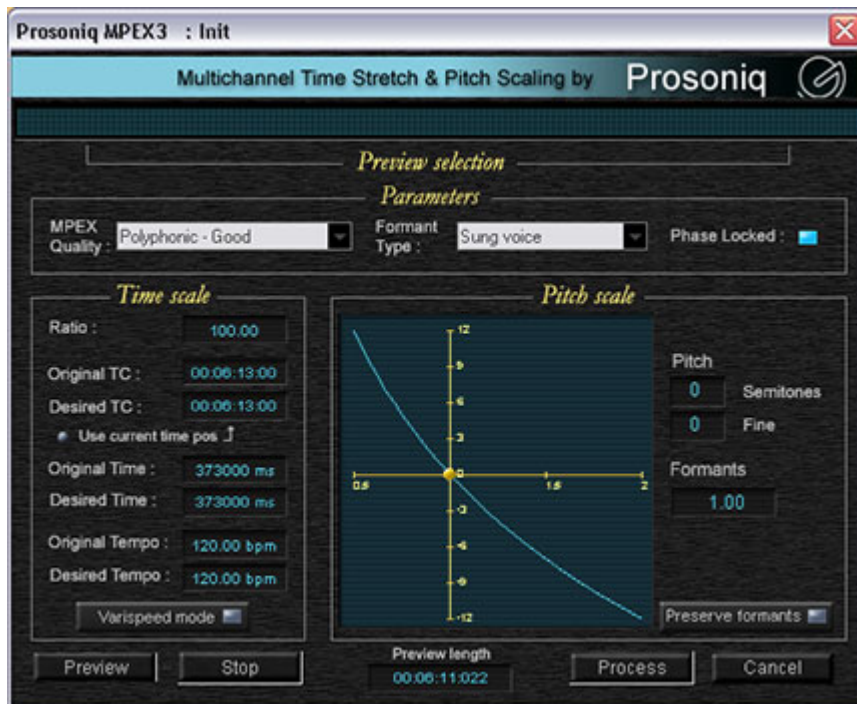 Prosoniq MPEX3 : Init
Multichannel Time Stretch & Pitch Scaling by Prosoniq
Preview selection
Parameters
MPEX Quality : Polyphonic - Good
Formant Type : Sung voice
Phase Locked :
Time scale
Ratio : 100.00
Original TC : 00:06:13:00
Desired TC : 00:06:13:00
Use current time pos
Original Time : 373000 ms
Desired Time : 373000 ms
Original Tempo : 120.00 bpm
Desired Tempo : 120.00 bpm
Varispeed mode
Pitch scale
12
9
6
3
0
0.5
1.5
2
-3
-6
-9
-12
Pitch
0 Semitones
0 Fine
Formants
1.00
Preserve formants
Preview
Stop
Preview length
00:06:11:022
Process
Cancel